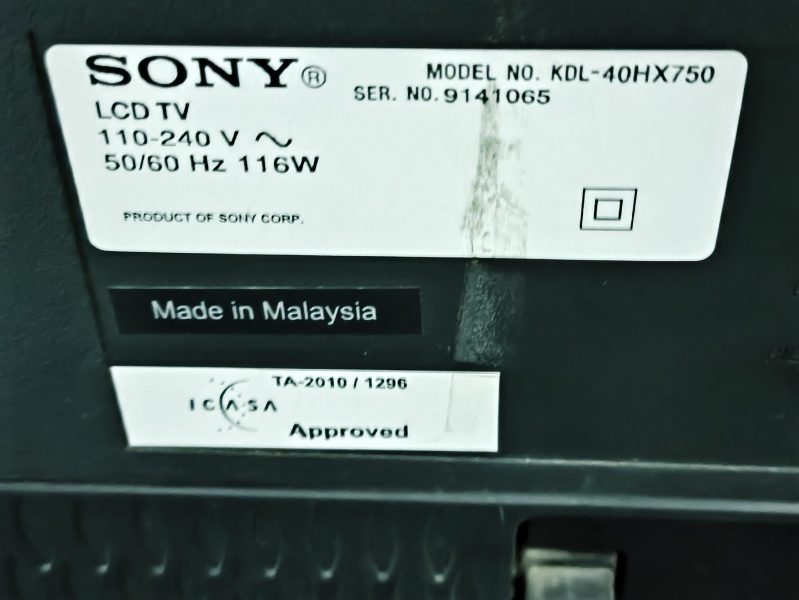 SONY®
MODEL NO. KDL-40HX750
SER. NO. 9141065
LCD TV
110-240 V ~
50/60 Hz 116W
PRODUCT OF SONY CORP.
Made in Malaysia
TA-2010 / 1296
ICASA
Approved